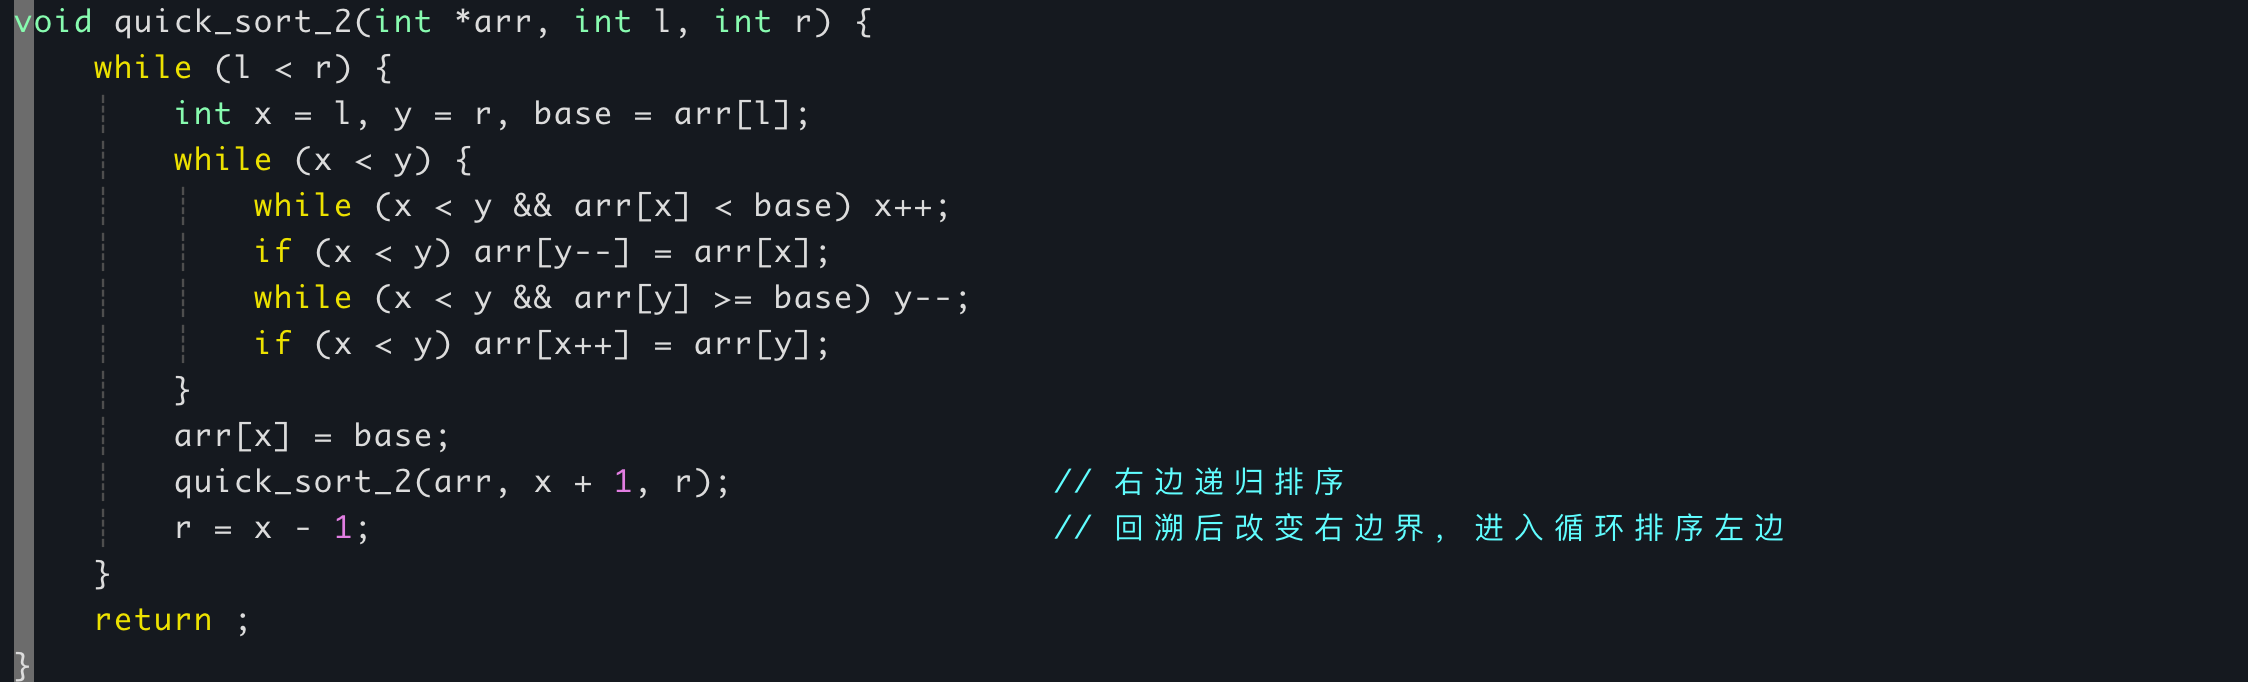 void quick_sort_2(int *arr, int l, int r) {
    while (l < r) {
        int x = l, y = r, base = arr[l];
        while (x < y) {
            while (x < y && arr[x] < base) x++;
            if (x < y) arr[y--] = arr[x];
            while (x < y && arr[y] >= base) y--;
            if (x < y) arr[x++] = arr[y];
        }
        arr[x] = base;
        quick_sort_2(arr, x + 1, r);                // 右边递归排序
        r = x - 1;                                  // 回溯后改变右边界, 进入循环排序左边
    }
    return ;
}